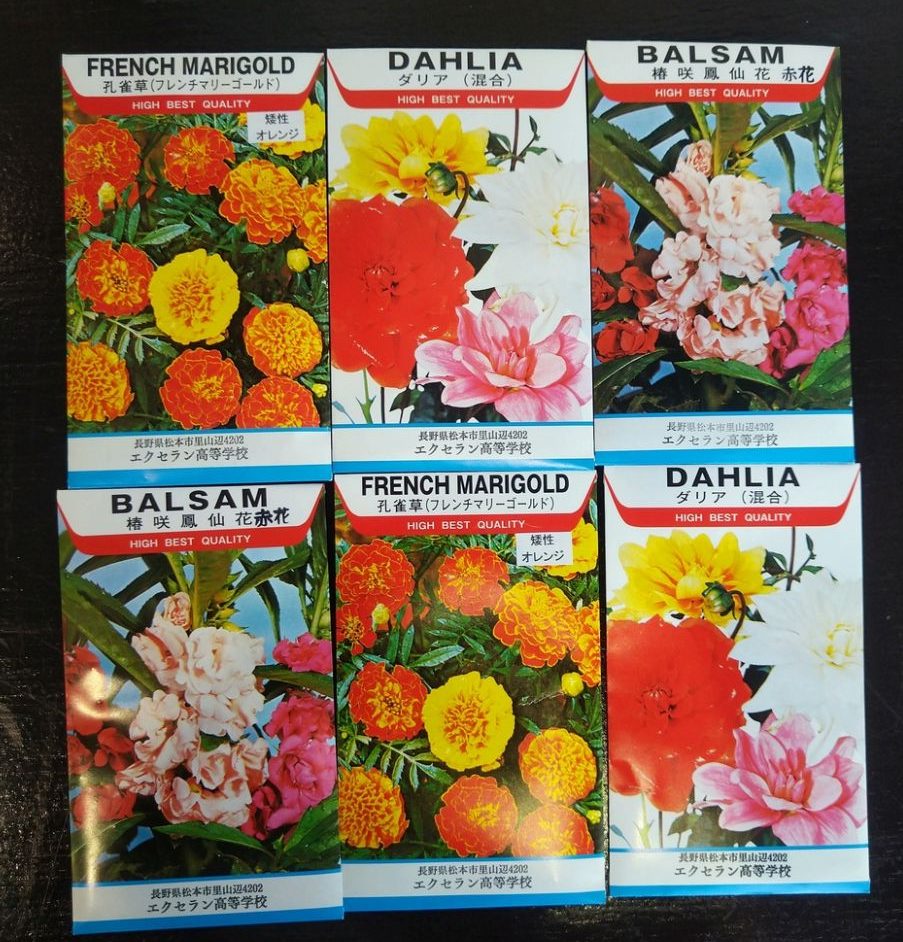 FRENCH MARIGOLD
孔雀草(フレンチマリーゴールド)
HIGH BEST QUALITY
矮性
オレンジ
長野県松本市里山辺4202
エクセラン高等学校
DAHLIA
ダリア (混合)
HIGH BEST QUALITY
長野県松本市里山辺4202
エクセラン高等学校
BALSAM
椿咲鳳仙花 赤花
HIGH BEST QUALITY
長野県松本市里山辺4202
エクセラン高等学校
BALSAM
椿咲鳳仙花赤花
HIGH BEST QUALITY
長野県松本市里山辺4202
エクセラン高等学校
FRENCH MARIGOLD
孔雀草(フレンチマリーゴールド)
HIGH BEST QUALITY
矮性
オレンジ
長野県松本市里山辺4202
エクセラン高等学校
DAHLIA
ダリア (混合)
HIGH BEST QUALITY
長野県松本市里山辺4202
エクセラン高等学校